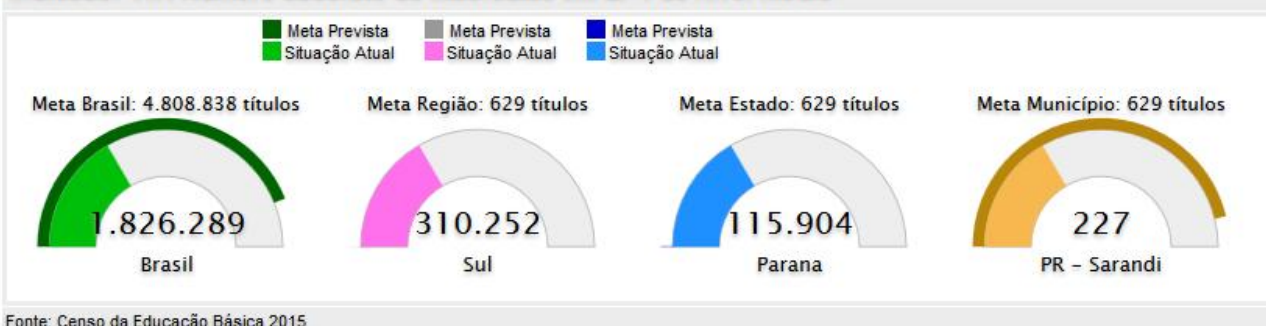 Meta Prevista
Situação Atual
Meta Prevista
Situação Atual
Meta Prevista
Situação Atual
Meta Brasil: 4.808.838 títulos
1.826.289
Brasil
Meta Região: 629 títulos
310.252
Sul
Meta Estado: 629 títulos
115.904
Parana
Meta Município: 629 títulos
227
PR – Sarandi
Fonte: Censo da Educação Básica 2015